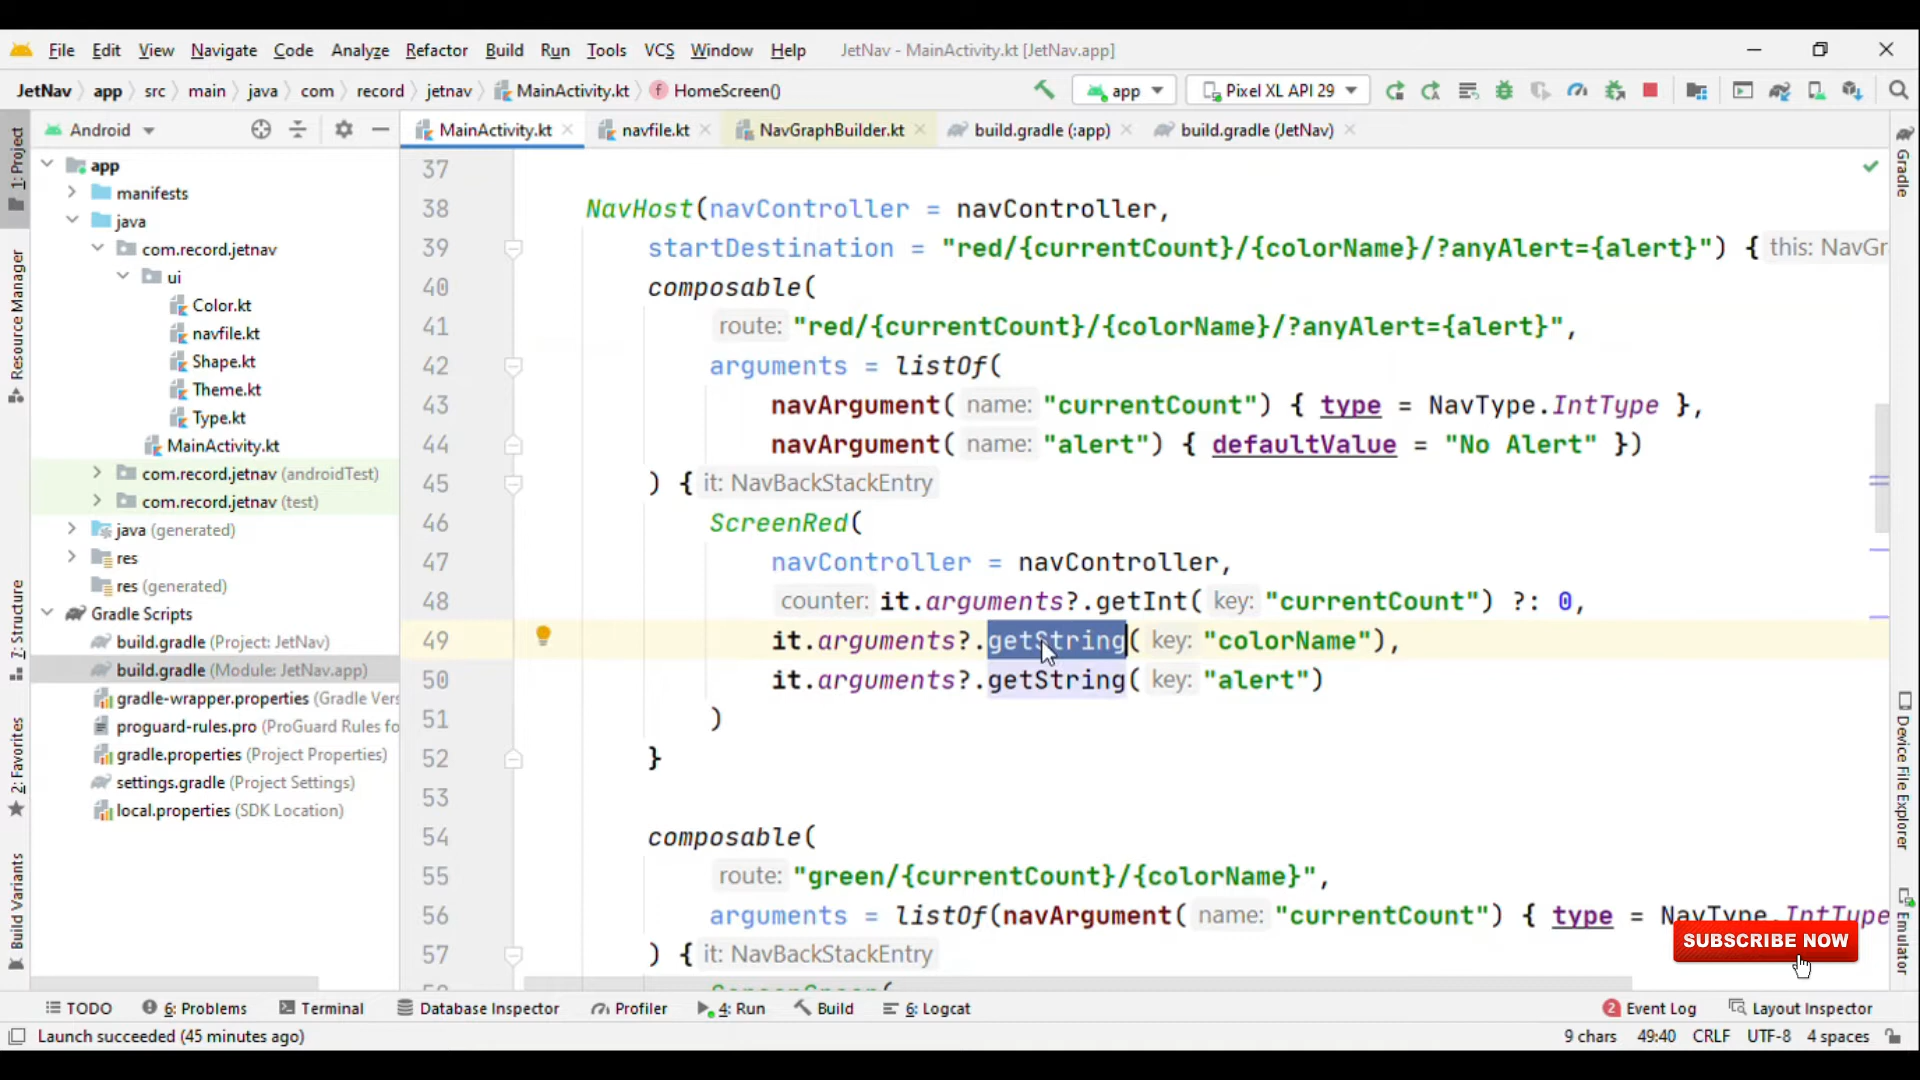 File Edit View Navigate Code Analyze Refactor Build Run Tools VCS Window Help JetNav - MainActivity.kt [JetNav.app]
JetNav app src main java com record jetnav MainActivity.kt HomeScreen() app Pixel XL API 29
Android MainActivity.kt navfile.kt NavGraphBuilder.kt build.gradle (:app) build.gradle (JetNav)
1: Project
Resource Manager
7: Structure
2: Favorites
Build Variants
app
manifests
java
com.record.jetnav
ui
Color.kt
navfile.kt
Shape.kt
Theme.kt
Type.kt
MainActivity.kt
com.record.jetnav (androidTest)
com.record.jetnav (test)
java (generated)
res
res (generated)
Gradle Scripts
build.gradle (Project: JetNav)
build.gradle (Module: JetNav.app)
gradle-wrapper.properties (Gradle Ver
proguard-rules.pro (ProGuard Rules fo
gradle.properties (Project Properties)
settings.gradle (Project Settings)
local.properties (SDK Location)
37
38 NavHost(navController = navController,
39 startDestination = "red/{currentCount}/{colorName}/?anyAlert={alert}") { this: NavGr
40 composable(
41 route: "red/{currentCount}/{colorName}/?anyAlert={alert}",
42 arguments = listOf(
43 navArgument( name: "currentCount") { type = NavType.IntType },
44 navArgument( name: "alert") { defaultValue = "No Alert" })
45 ) { it: NavBackStackEntry
46 ScreenRed(
47 navController = navController,
48 counter: it.arguments?.getInt( key: "currentCount") ?: 0,
49 it.arguments?.getString( key: "colorName"),
50 it.arguments?.getString( key: "alert")
51 )
52 }
53
54 composable(
55 route: "green/{currentCount}/{colorName}",
56 arguments = listOf(navArgument( name: "currentCount") { type = NavType.IntType
57 ) { it: NavBackStackEntry
SUBSCRIBE NOW
Gradle
Device File Explorer
Emulator
TODO 6: Problems Terminal Database Inspector Profiler 4: Run Build 6: Logcat 2 Event Log Layout Inspector
Launch succeeded (45 minutes ago) 9 chars 49:40 CRLF UTF-8 4 spaces